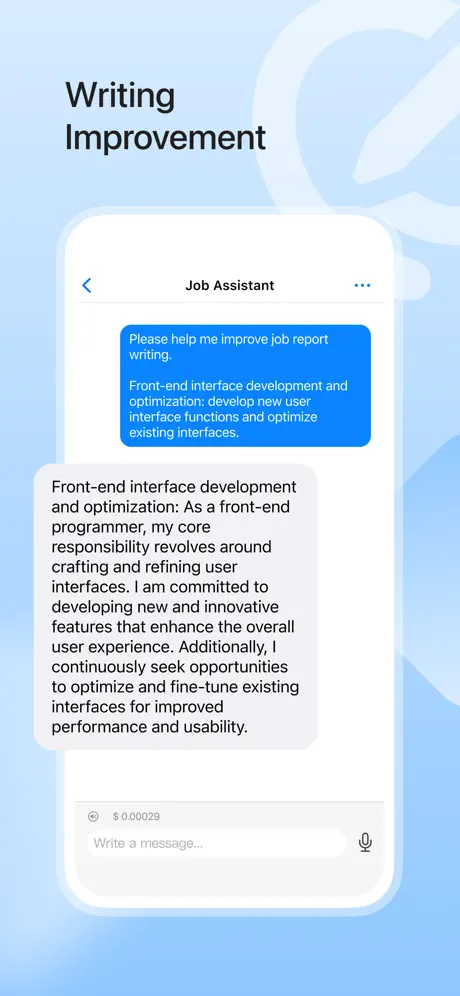 Writing
Improvement
Job Assistant
Please help me improve job report
writing.
Front-end interface development and
optimization: develop new user
interface functions and optimize
existing interfaces.
Front-end interface development
and optimization: As a front-end
programmer, my core
responsibility revolves around
crafting and refining user
interfaces. I am committed to
developing new and innovative
features that enhance the overall
user experience. Additionally, I
continuously seek opportunities
to optimize and fine-tune existing
interfaces for improved
performance and usability.
$ 0.00029
Write a message...